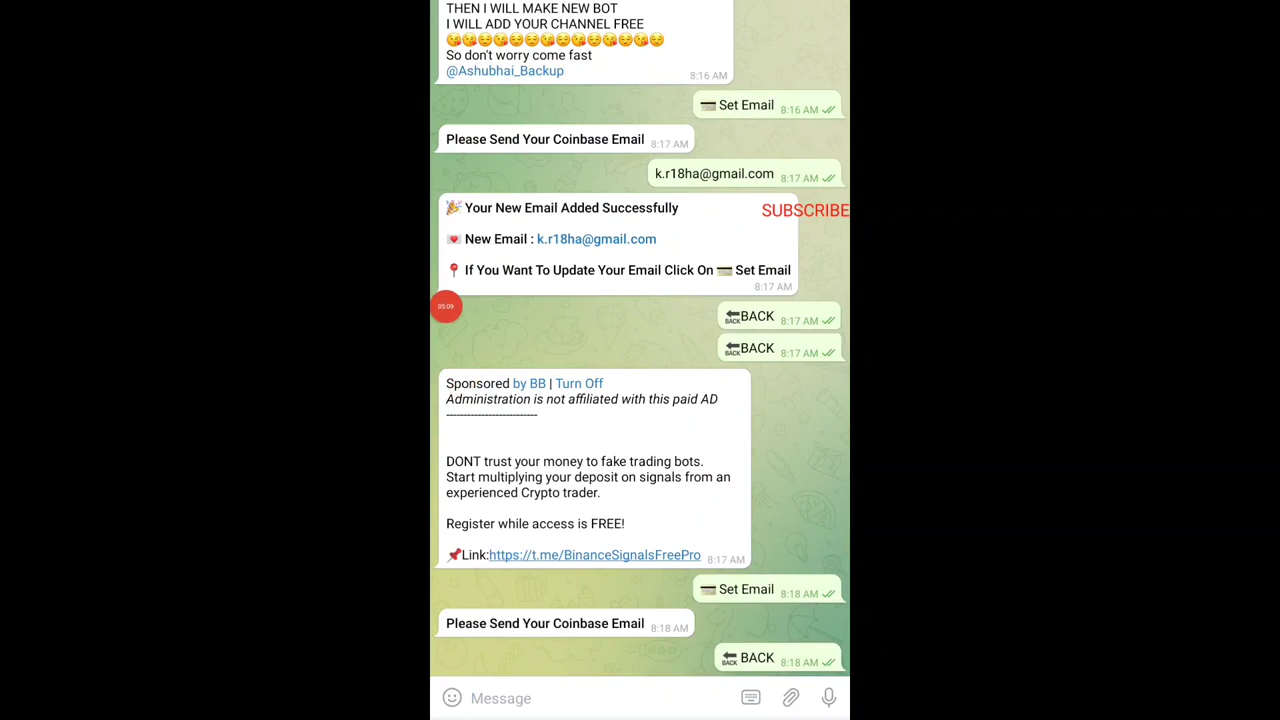 THEN I WILL MAKE NEW BOT
I WILL ADD YOUR CHANNEL FREE
😘😘😌😘😌😌😘😌😘😌😘😌😘😌
So don't worry come fast
@Ashubhai_Backup
8:16 AM
💳 Set Email 8:16 AM
Please Send Your Coinbase Email 8:17 AM
k.r18ha@gmail.com 8:17 AM
🎉 Your New Email Added Successfully
SUBSCRIBE
💌 New Email : k.r18ha@gmail.com
📍 If You Want To Update Your Email Click On 💳 Set Email
8:17 AM
05:09
🔙BACK 8:17 AM
🔙BACK 8:17 AM
Sponsored by BB | Turn Off
Administration is not affiliated with this paid AD
--------------------------
DONT trust your money to fake trading bots.
Start multiplying your deposit on signals from an
experienced Crypto trader.
Register while access is FREE!
📌Link:https://t.me/BinanceSignalsFreePro 8:17 AM
💳 Set Email 8:18 AM
Please Send Your Coinbase Email 8:18 AM
🔙 BACK 8:18 AM
Message